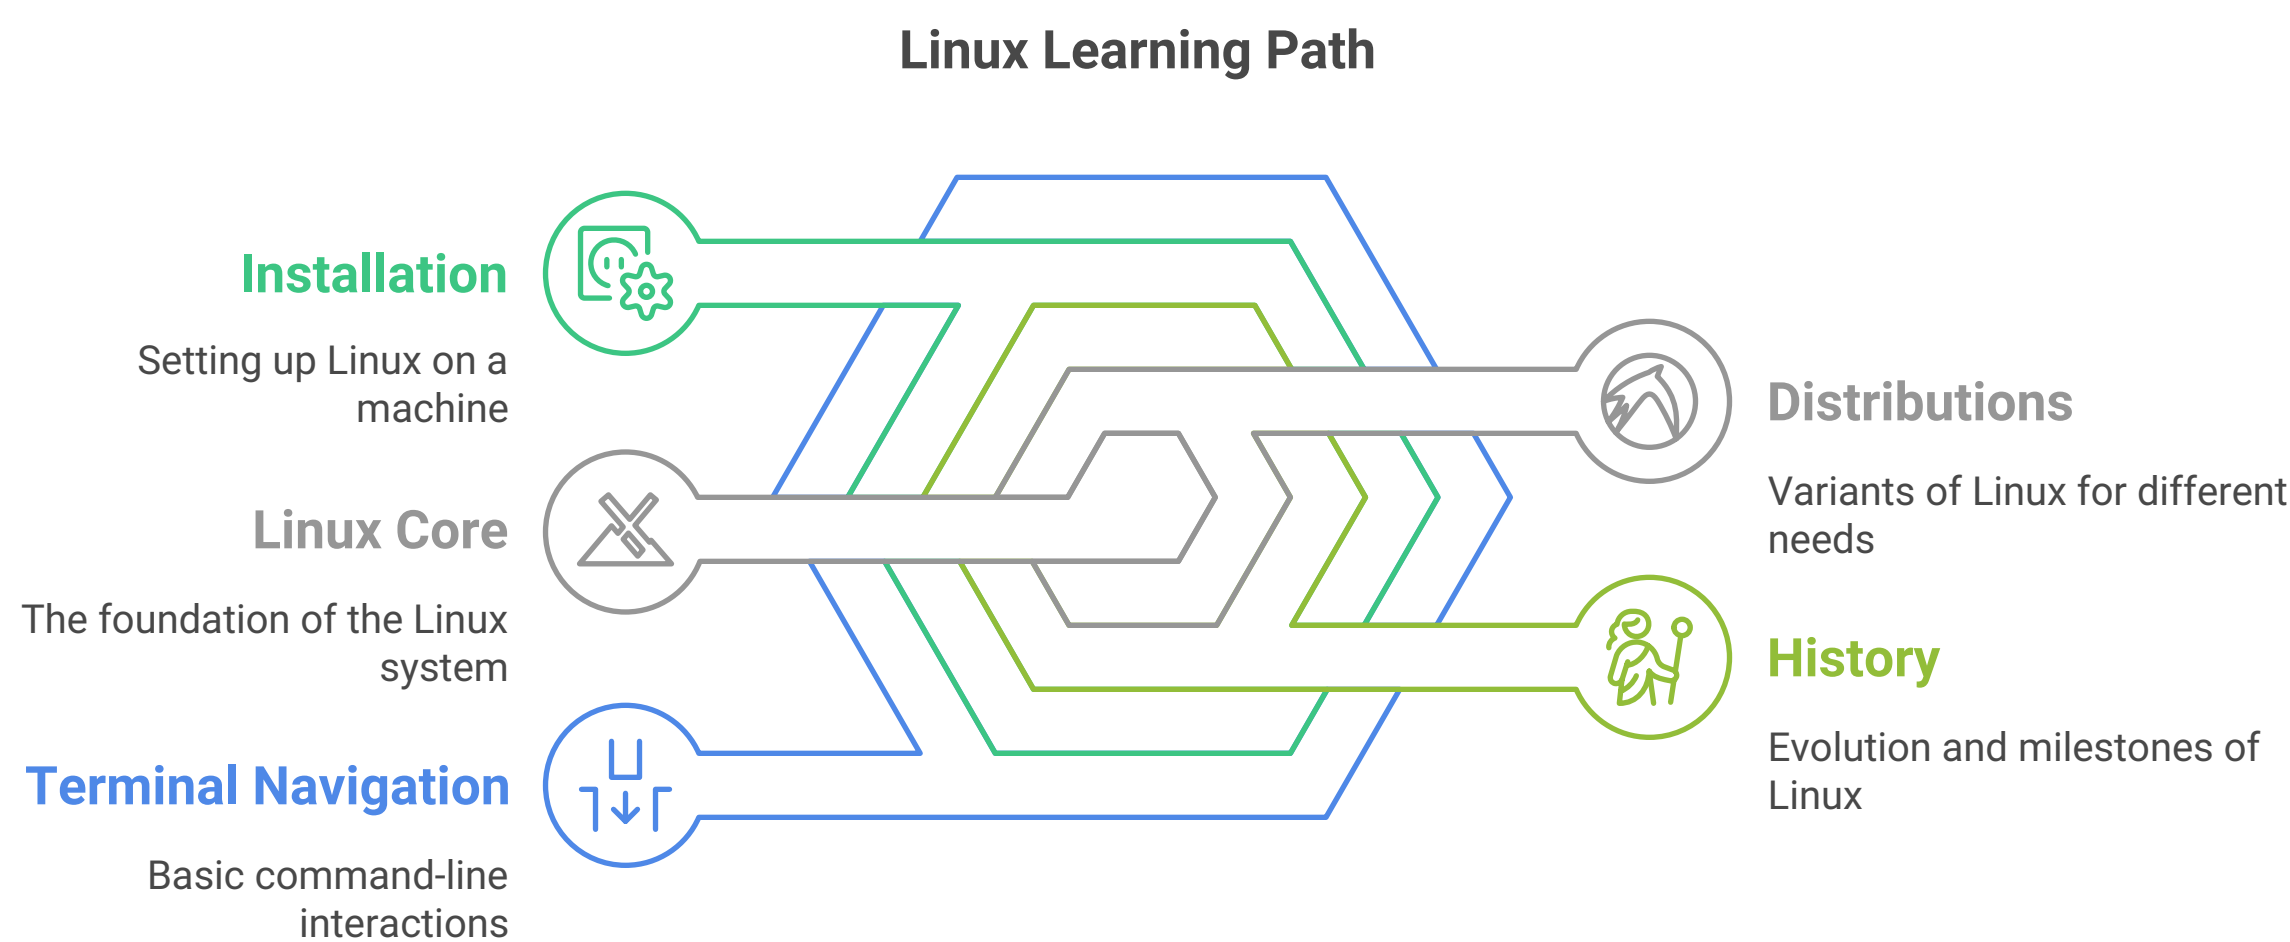 Linux Learning Path
Installation
Setting up Linux on a
machine
Linux Core
The foundation of the Linux
system
Terminal Navigation
Basic command-line
interactions
Distributions
Variants of Linux for different
needs
History
Evolution and milestones of
Linux